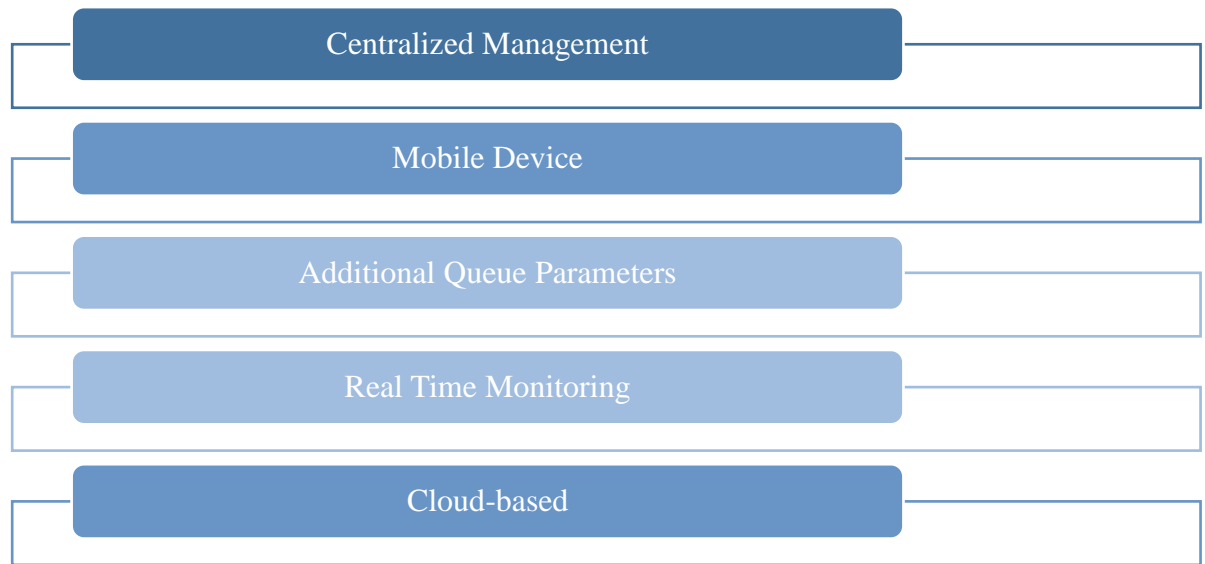 Centralized Management
Mobile Device
Additional Queue Parameters
Real Time Monitoring
Cloud-based